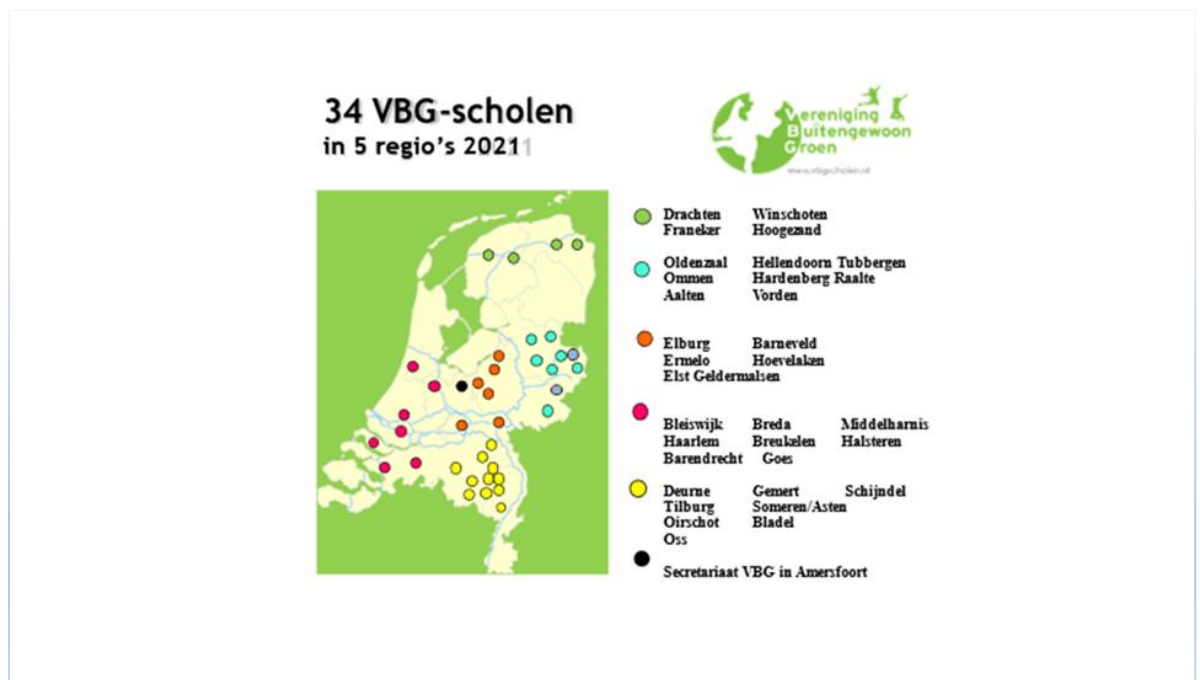 34 VBG-scholen
in 5 regio's 2021
Vereniging
Buitengewoon
Groen
www.vbgscholen.nl
Drachten Winschoten
Franeker Hoogezand
Oldenzaal Hellendoorn Tubbergen
Ommen Hardenberg Raalte
Aalten Vorden
Elburg Barneveld
Ermelo Hoevelaken
Elst Geldermalsen
Bleiswijk Breda Middelharnis
Haarlem Breukelen Halsteren
Barendrecht Goes
Deurne Gemert Schijndel
Tilburg Someren/Asten
Oirschot Bladel
Oss
Secretariaat VBG in Amersfoort